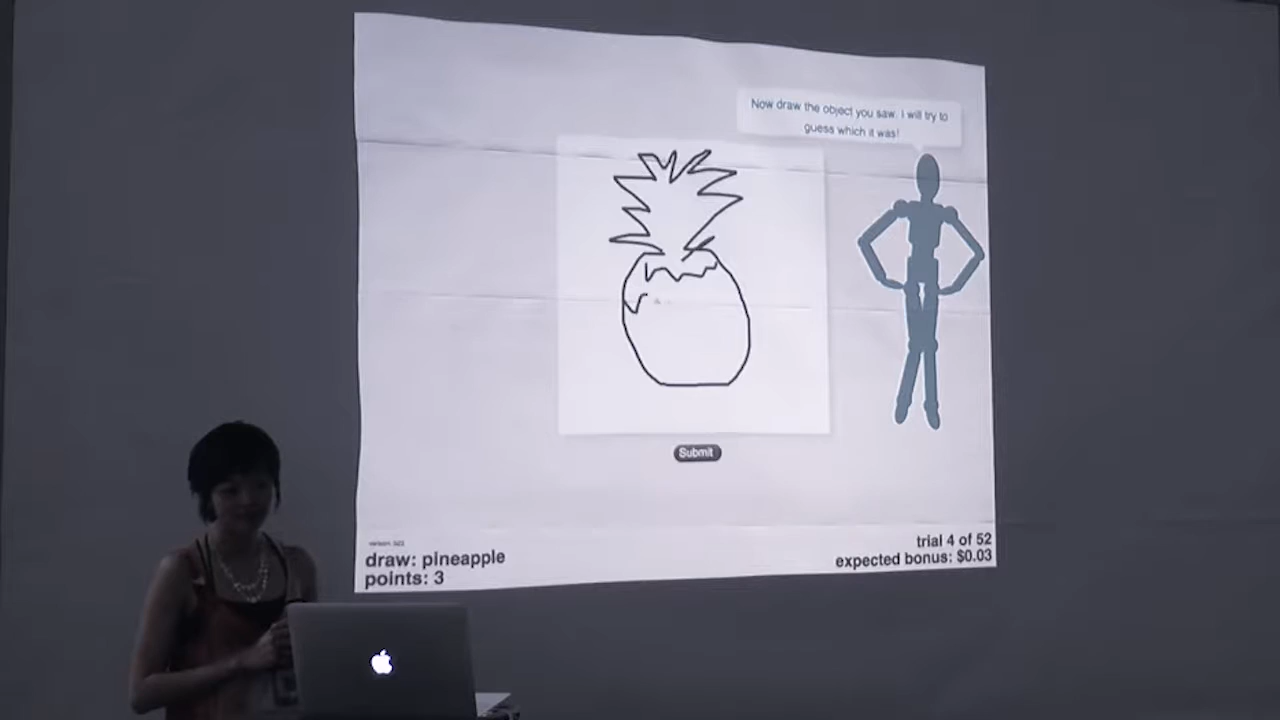 Now draw the object you saw. I will try to
guess which it was!
Submit
draw: pineapple
points: 3
trial 4 of 52
expected bonus: $0.03